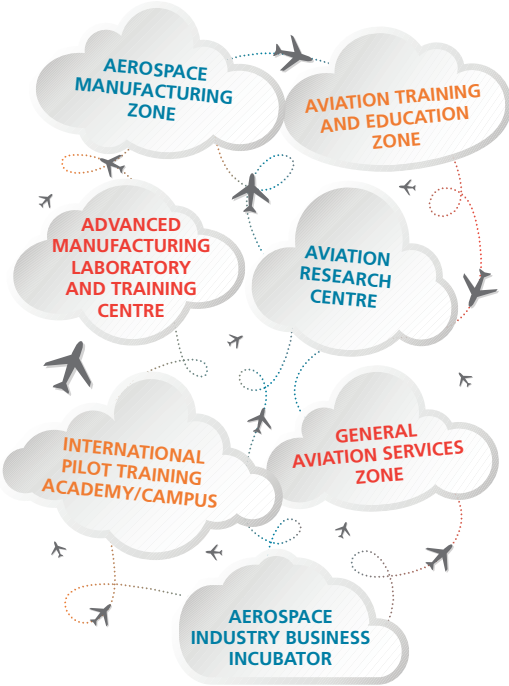 AEROSPACE
MANUFACTURING
ZONE
AVIATION TRAINING
AND EDUCATION
ZONE
ADVANCED
MANUFACTURING
LABORATORY
AND TRAINING
CENTRE
AVIATION
RESEARCH
CENTRE
INTERNATIONAL
PILOT TRAINING
ACADEMY/CAMPUS
GENERAL
AVIATION SERVICES
ZONE
AEROSPACE
INDUSTRY BUSINESS
INCUBATOR